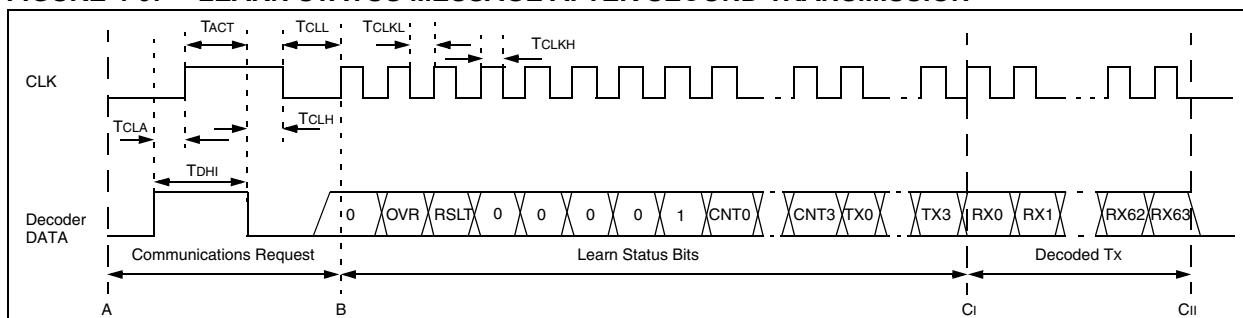 TACT TCLL TCLKL TCLKH
CLK
TCLA TCLH
TDHI
Decoder DATA
0 OVR RSLT 0 0 0 0 1 CNT0 CNT3 TX0 TX3 RX0 RX1 RX62 RX63
Communications Request Learn Status Bits Decoded TX
A B CI CII